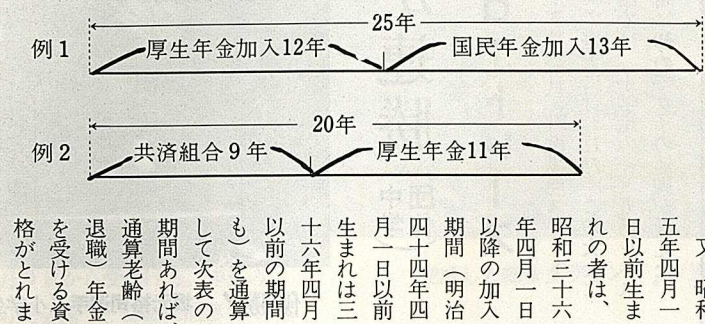 25年
例1
厚生年金加入12年
国民年金加入13年
20年
例2
共済組合9年
厚生年金11年
又、昭和
五年四月一
日以前生ま
れの者は、
昭和三十六
年四月一日
以降の加入
期間（明治
四十四年四
月一日以前
生まれは三
十六年四月
以前の期間
も）を通算
して次表の
期間あれば、
通算老齢（
退職）年金
を受ける資
格がとれま